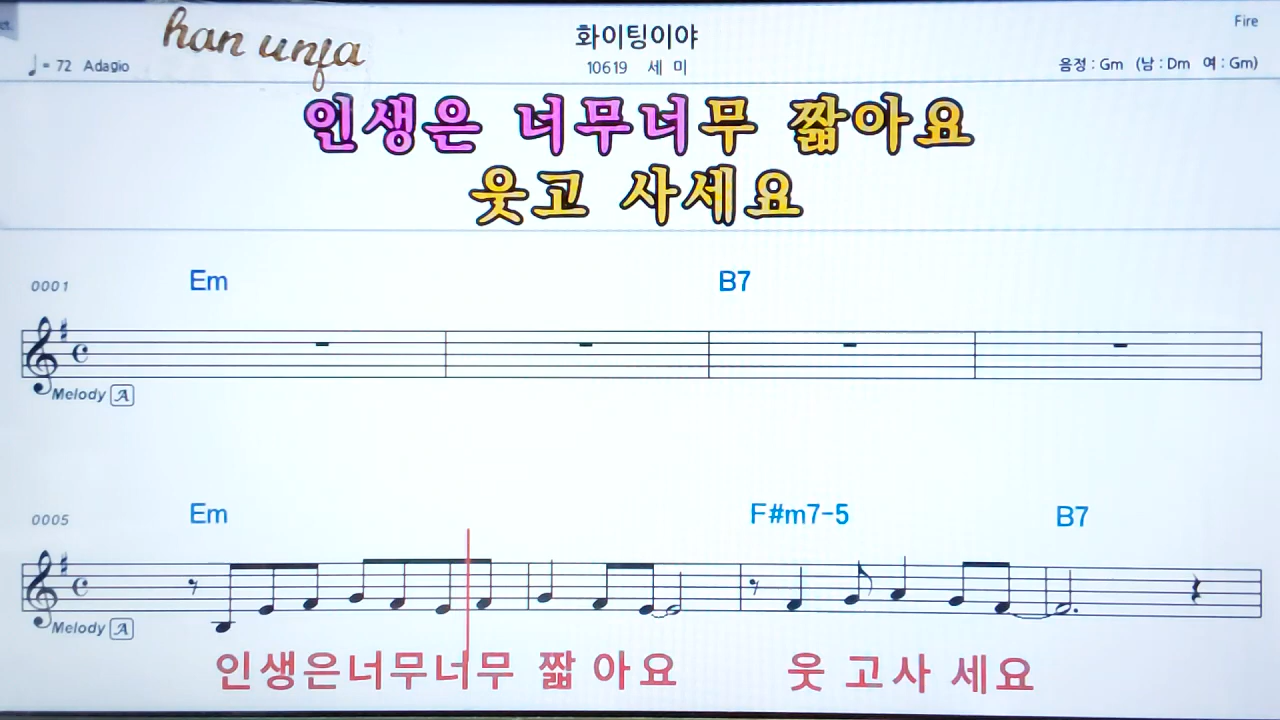 ct.
han unfa
화이팅이야
Fire
♩= 72 Adagio
10619 세 미
음정 : Gm (남 : Dm 여 : Gm)
인생은 너무너무 짧아요
웃고 사세요
0001 Em B7
Melody A
0005 Em F#m7-5 B7
Melody A
인생은너무너무 짧 아 요 웃 고사 세 요